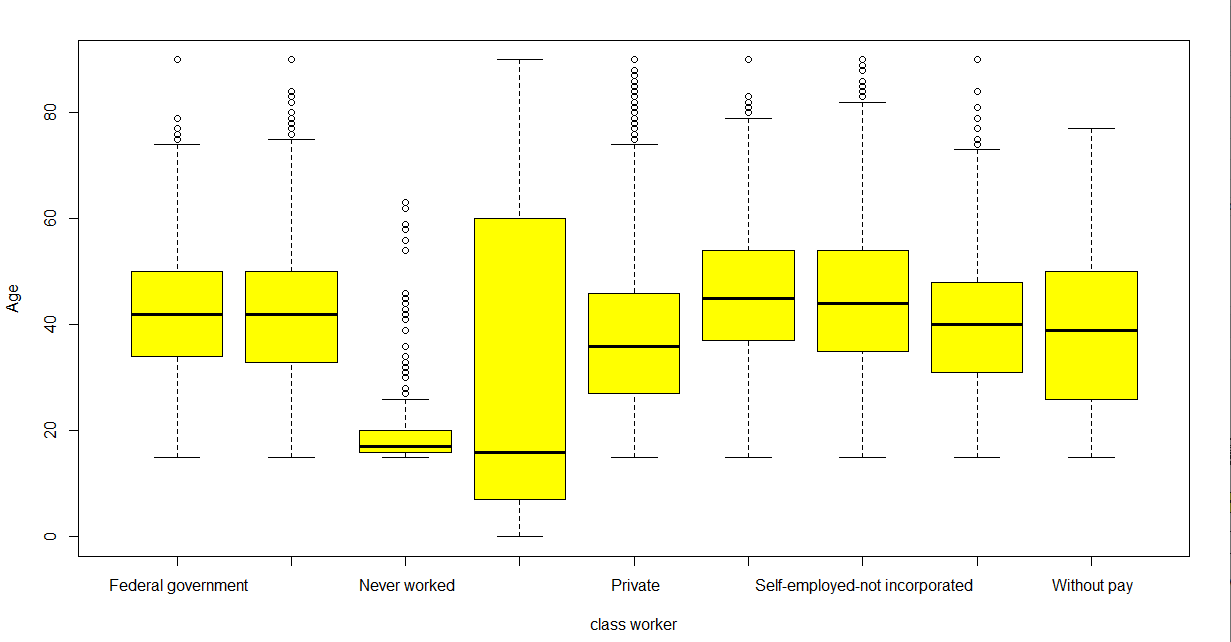 Age
80
60
40
20
0
Federal government Never worked Private Self-employed-not incorporated Without pay
class worker